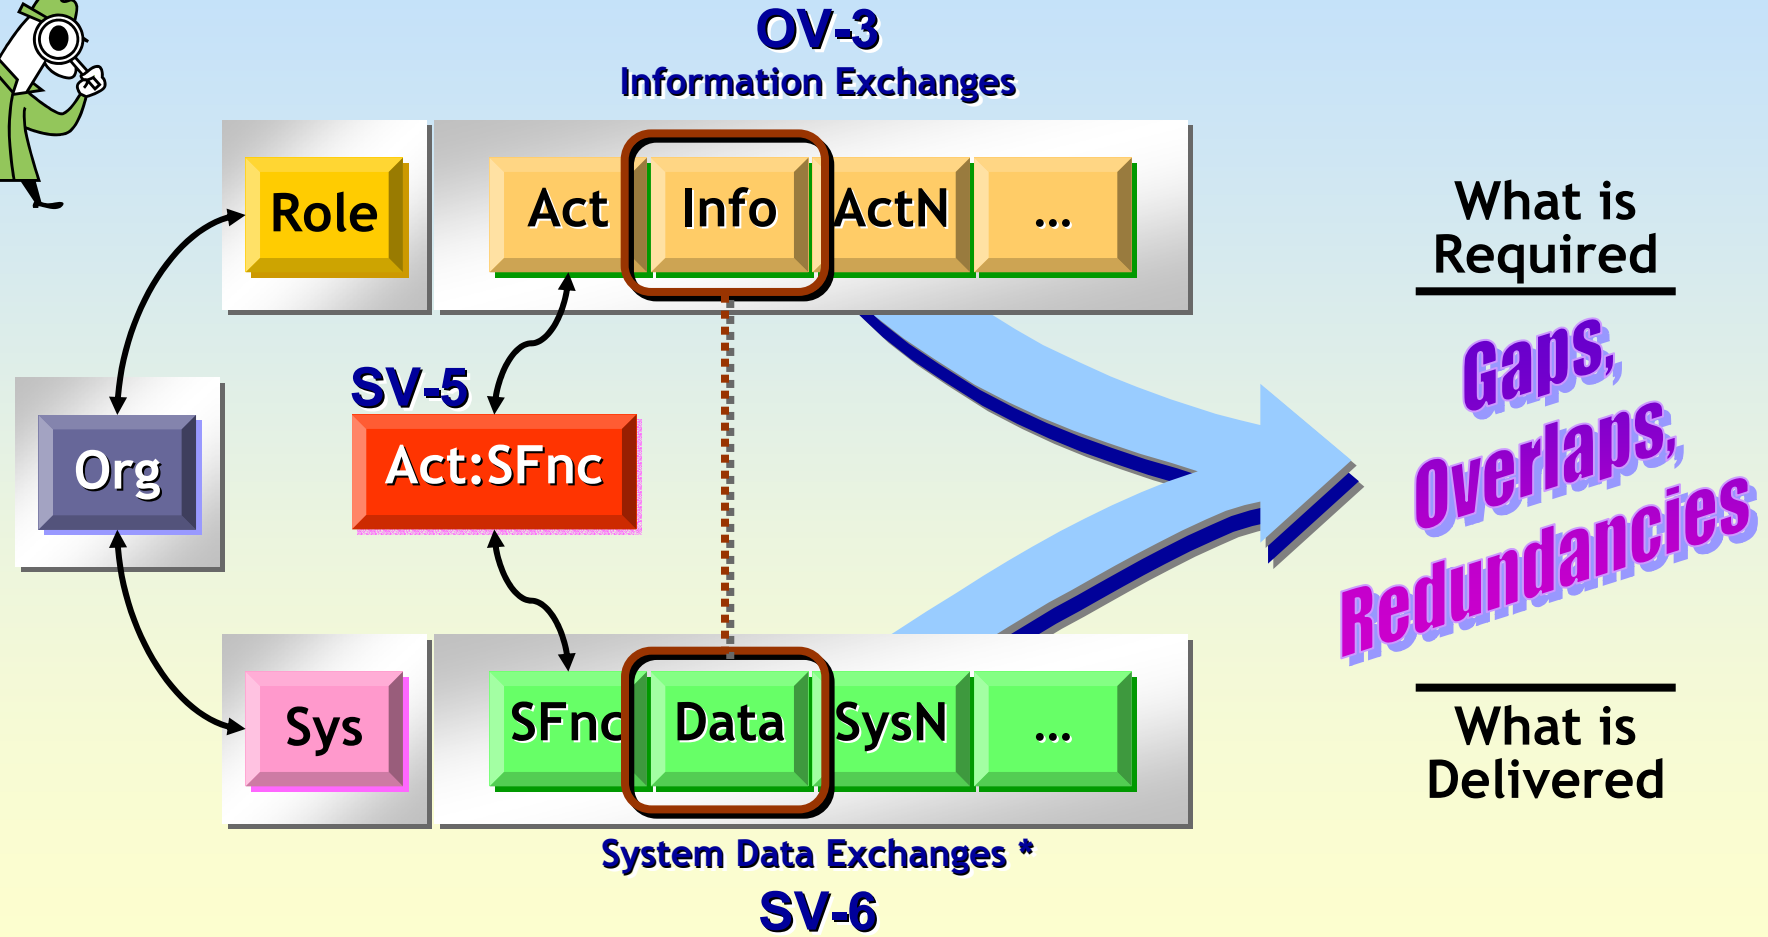 OV-3
Information Exchanges
Role
Act
Info
ActN
...
What is
Required
Gaps,
Overlaps,
Redundancies
What is
Delivered
SV-5
Act:SFnc
Org
Sys
SFnc
Data
SysN
...
System Data Exchanges *
SV-6